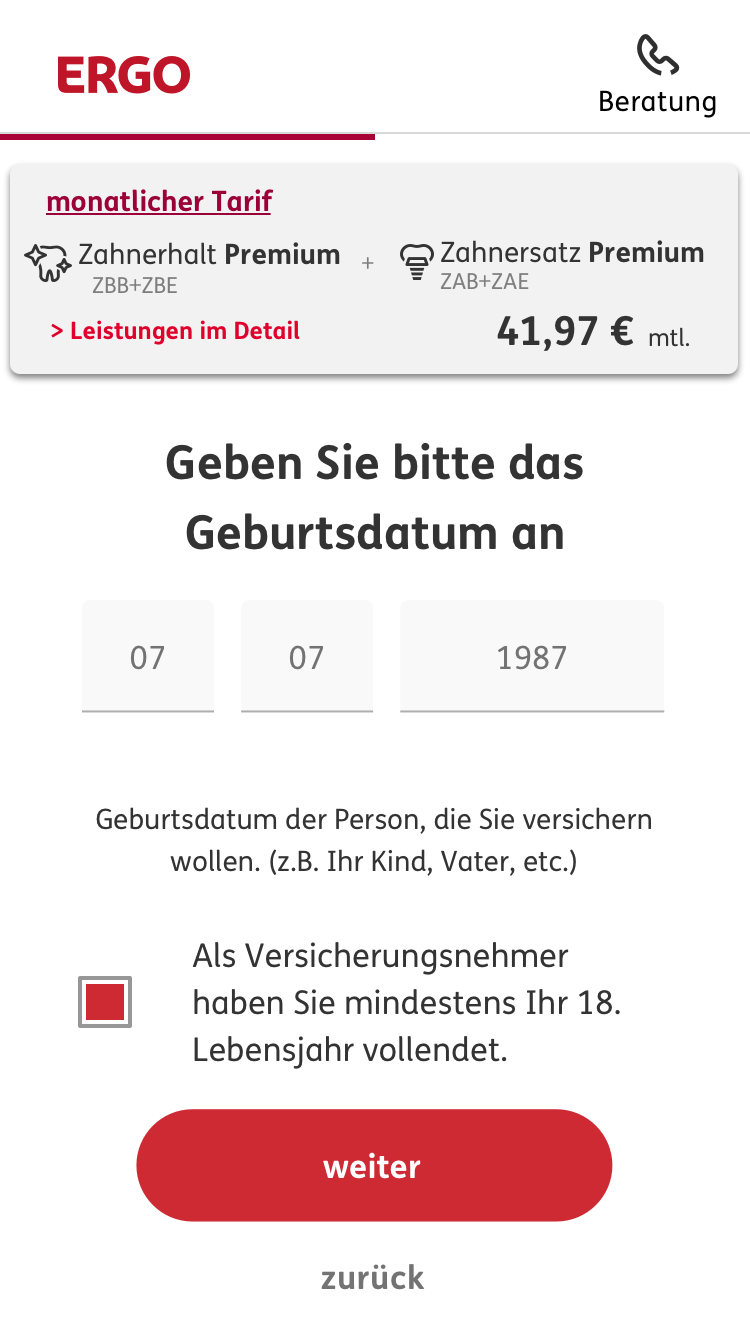 ERGO
Beratung
monatlicher Tarif
Zahnerhalt Premium + Zahnersatz Premium
ZBB+ZBE ZAB+ZAE
> Leistungen im Detail 41,97 € mtl.
Geben Sie bitte das
Geburtsdatum an
07 07 1987
Geburtsdatum der Person, die Sie versichern
wollen. (z.B. Ihr Kind, Vater, etc.)
Als Versicherungsnehmer
haben Sie mindestens Ihr 18.
Lebensjahr vollendet.
weiter
zurück